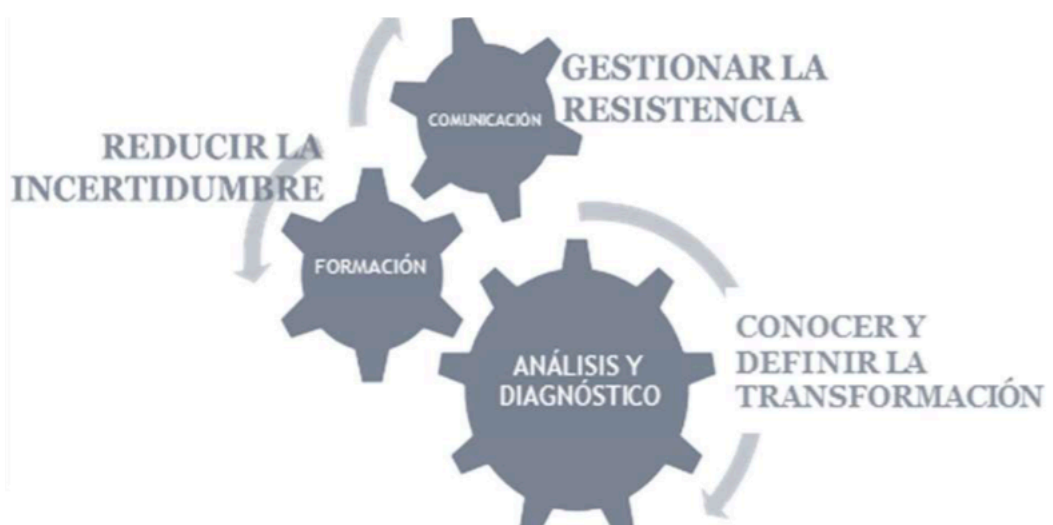 GESTIONAR LA
RESISTENCIA
COMUNICACIÓN
REDUCIR LA
INCERTIDUMBRE
FORMACIÓN
ANÁLISIS Y
DIAGNÓSTICO
CONOCER Y
DEFINIR LA
TRANSFORMACIÓN